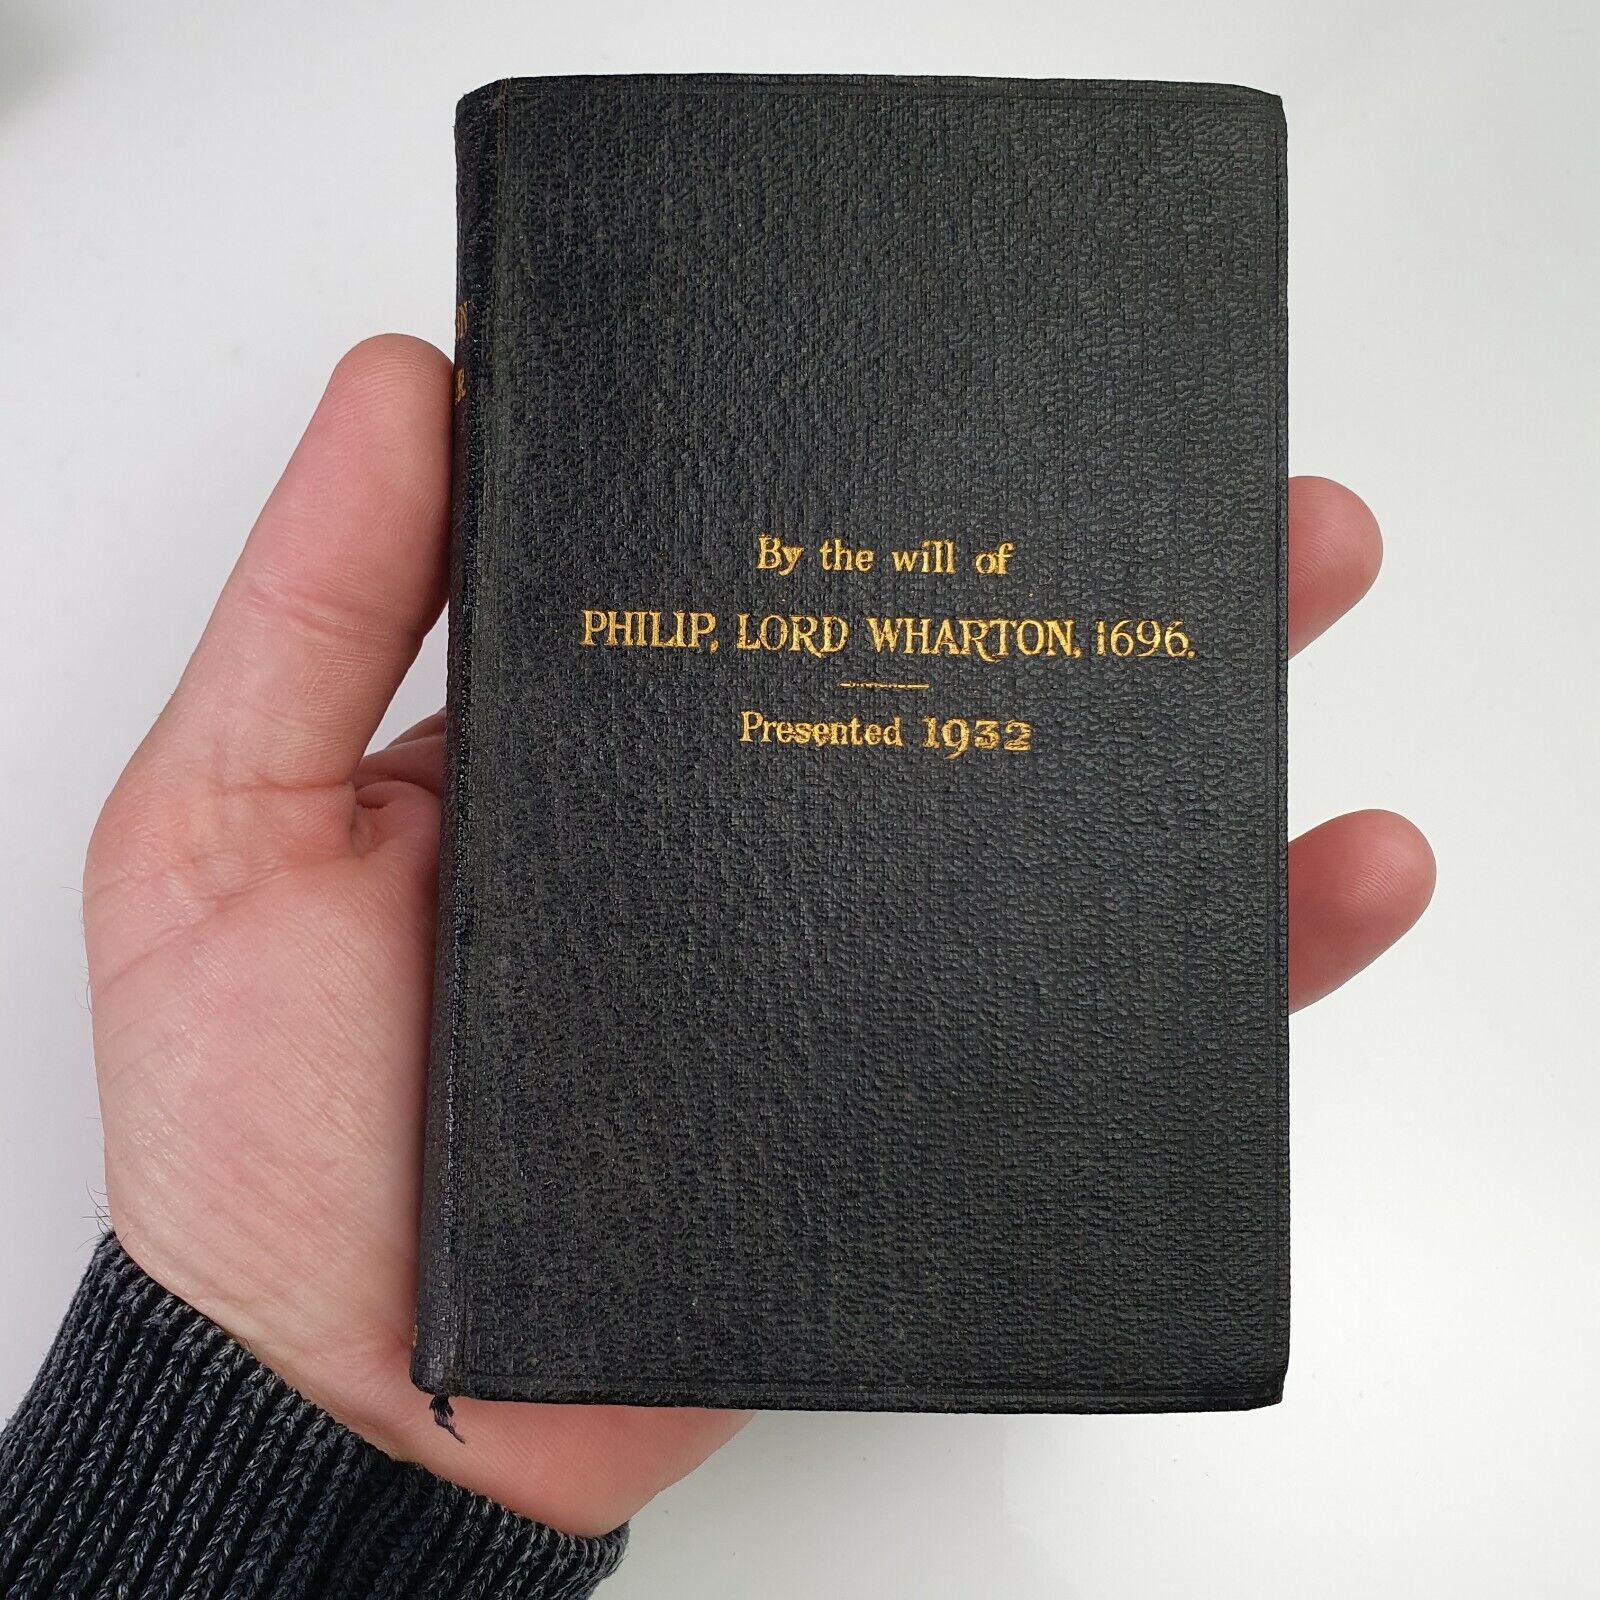 By the will of
PHILIP, LORD WHARTON, 1696.
Presented 1932